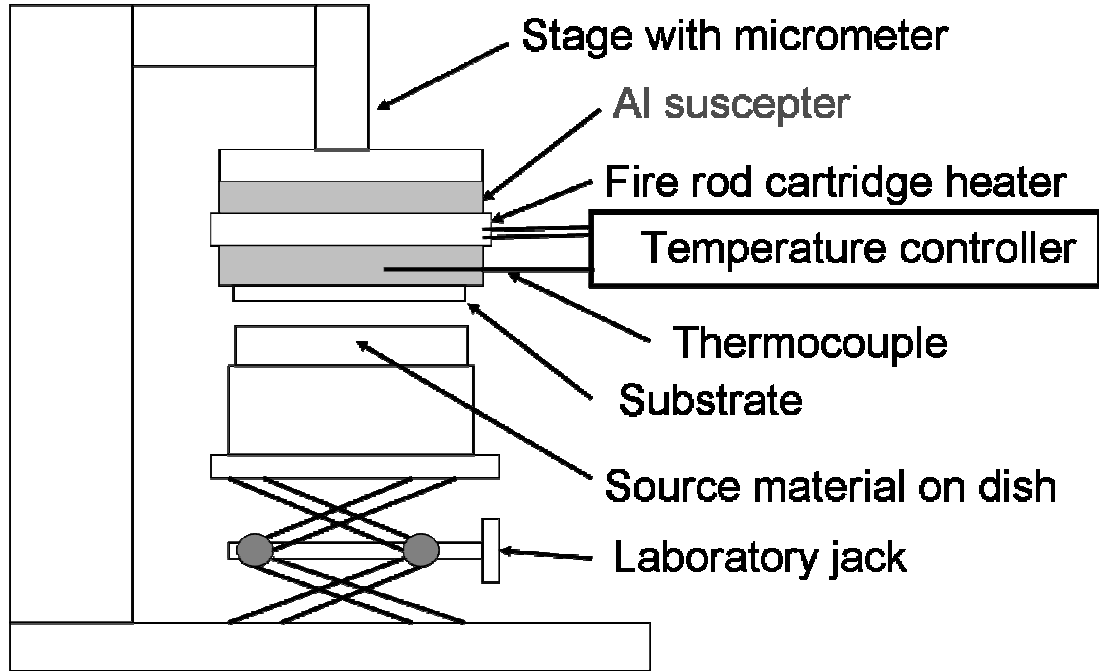 Stage with micrometer
Al suscepter
Fire rod cartridge heater
Temperature controller
Thermocouple
Substrate
Source material on dish
Laboratory jack